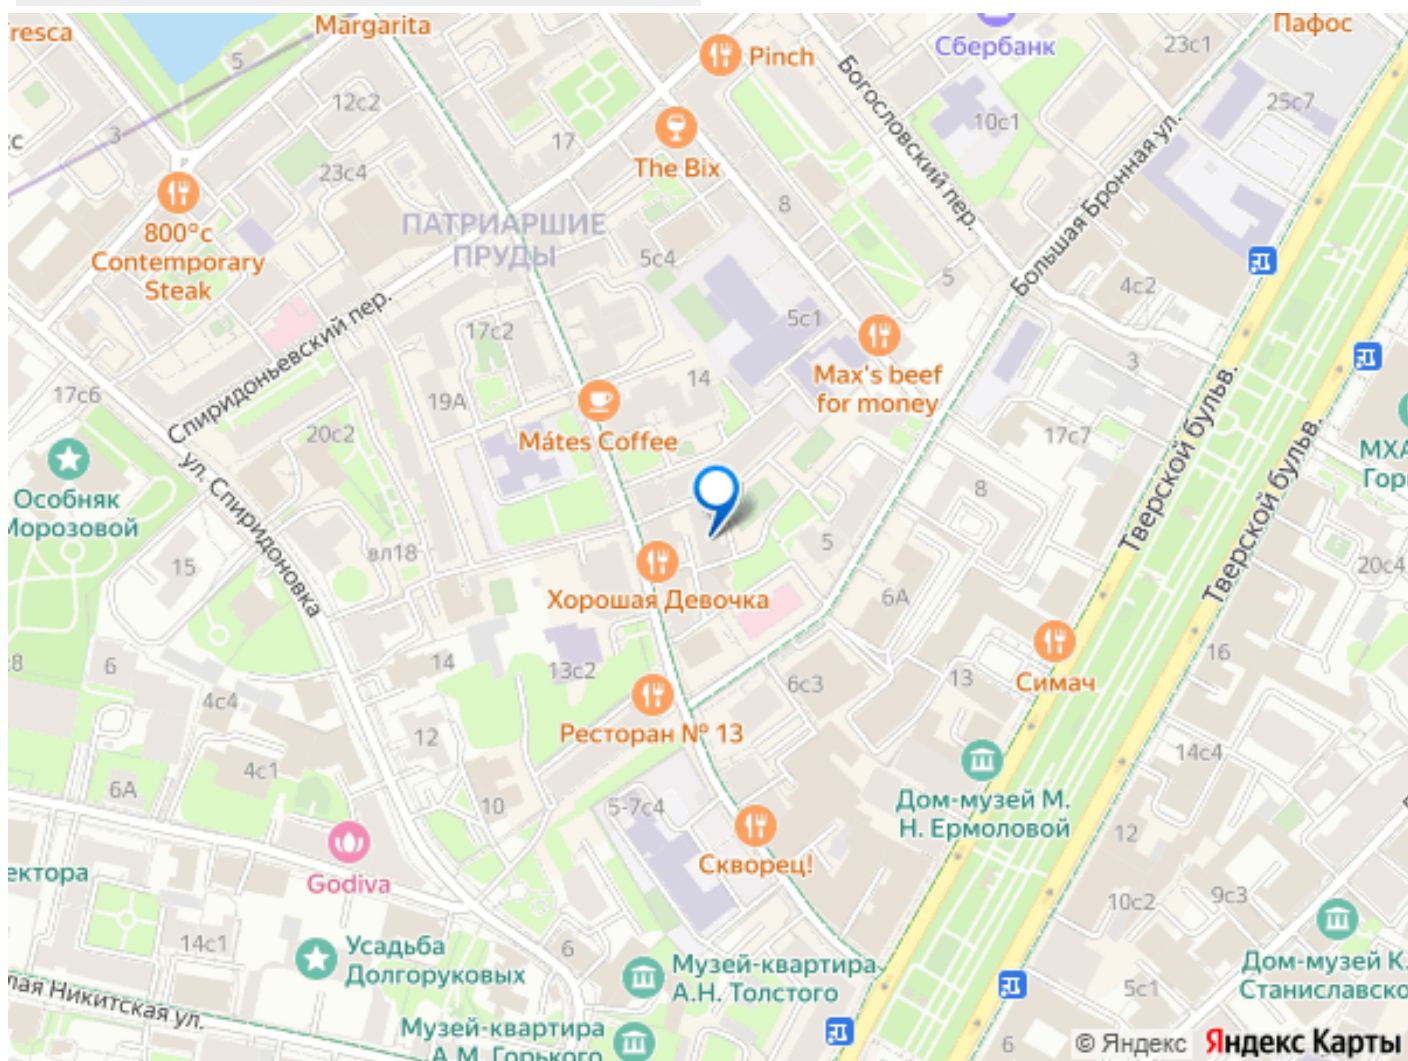 Margarita
Пафос
23с1
Сбербанк
Pinch
5
12с2
25с7
10с1
3
17
Богословский пер.
The Bix
23с4
8
ПАТРИАРШИЕ
ПРУДЫ
800°c
Contemporary
Steak
5с4
Большая Бронная ул.
5
4с2
5с1
17с2
Спиридоньевский пер.
3
14
Max's beef
for money
17с6
19А
20с2
Mátes Coffee
17с7
Тверской бульв.
Тверской бульв.
Особняк
Морозовой
ул. Спиридоновка
8
20с4
5
вл18
15
Хорошая Девочка
6А
14
13с2
6
16
Симач
13
6с3
4с4
Ресторан № 13
12
14с4
4с1
6А
10
5-7с4
Дом-музей М.
Н. Ермоловой
12
Скворец!
Godiva
9с3
10с2
14с1
Усадьба
Долгоруковых
6
Музей-квартира
А.Н. Толстого
Дом-музей К.
5с1
Никитская ул.
Музей-квартира
А.М. Горького
6
© Яндекс Яндекс Карты